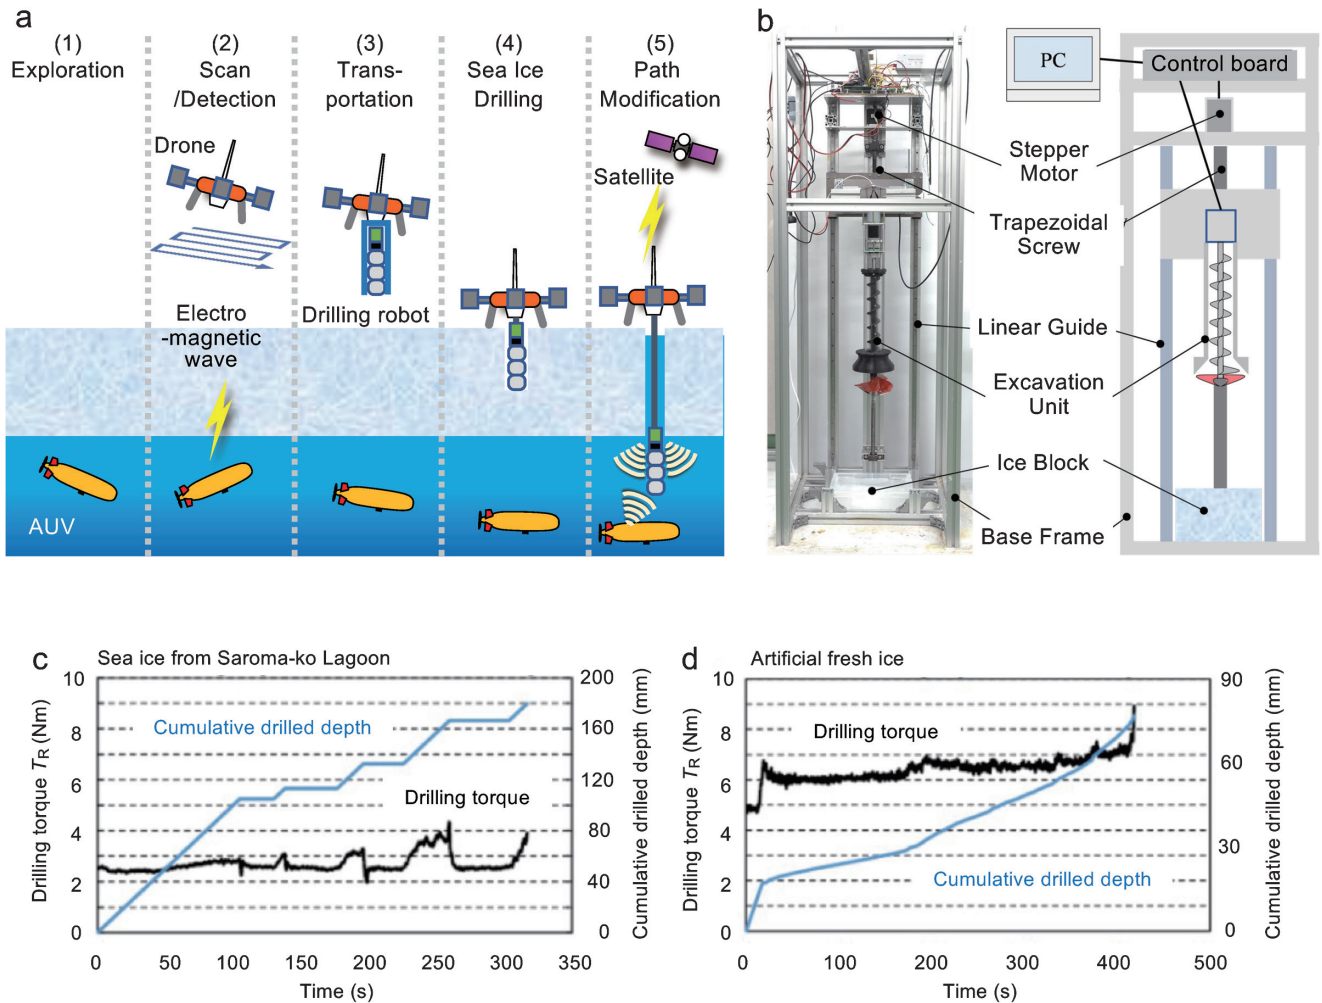 a
(1)
Exploration
(2)
Scan
/Detection
(3)
Trans-
portation
(4)
Sea Ice
Drilling
(5)
Path
Modification
Drone
Satellite
Electro
-magnetic
wave
Drilling robot
AUV
b
PC
Control board
Stepper
Motor
Trapezoidal
Screw
Linear Guide
Excavation
Unit
Ice Block
Base Frame
c
Sea ice from Saroma-ko Lagoon
Drilling torque TR (Nm)
10
8
6
4
2
0
Cumulative drilled depth
Drilling torque
200
160
120
80
40
0
Cumulative drilled depth (mm)
0 50 100 150 200 250 300 350
Time (s)
d
Artificial fresh ice
Drilling torque TR (Nm)
10
8
6
4
2
0
Drilling torque
Cumulative drilled depth
90
60
30
0
Cumulative drilled depth (mm)
0 100 200 300 400 500
Time (s)